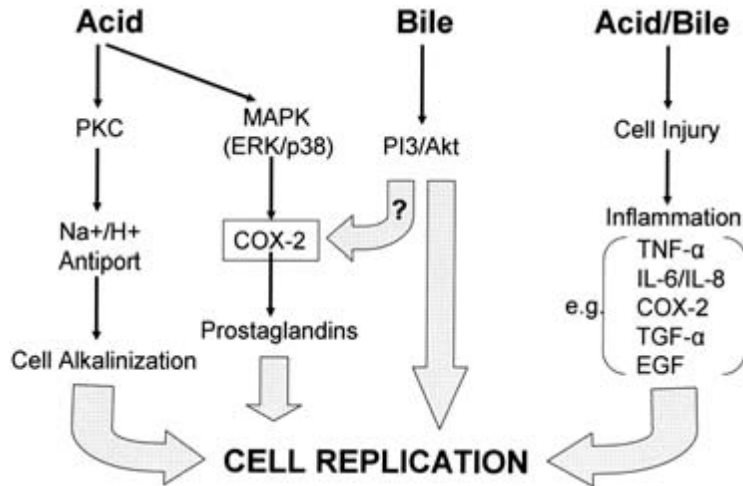 Acid
Bile
Acid/Bile
PKC
MAPK
(ERK/p38)
PI3/Akt
Cell Injury
?
Na+/H+
Antiport
COX-2
Inflammation
e.g.
TNF-α
IL-6/IL-8
COX-2
TGF-α
EGF
Prostaglandins
Cell Alkalinization
CELL REPLICATION